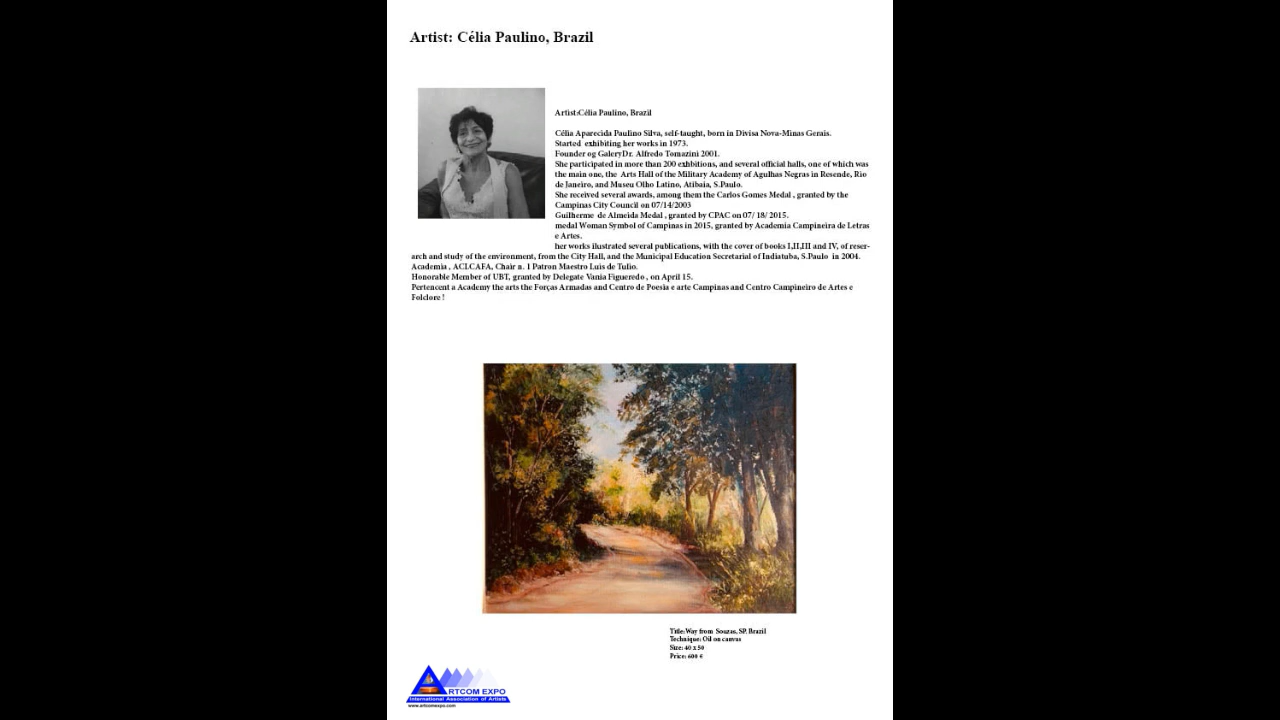 Artist: Célia Paulino, Brazil
Artist:Célia Paulino, Brazil
Célia Aparecida Paulino Silva, self-taught, born in Divisa Nova-Minas Gerais.
Started exhibiting her works in 1973.
Founder og GaleryDr. Alfredo Tomazini 2001.
She participated in more than 200 exhbitions, and several official halls, one of which was
the main one, the Arts Hall of the Military Academy of Agulhas Negras in Resende, Rio
de Janeiro, and Museu Olho Latino, Atibaia, S.Paulo.
She received several awards, among them the Carlos Gomes Medal , granted by the
Campinas City Council on 07/14/2003
Guilherme de Almeida Medal , granted by CPAC on 07/ 18/ 2015.
medal Woman Symbol of Campinas in 2015, granted by Academia Campineira de Letras
e Artes.
her works ilustrated several publications, with the cover of books I,II,III and IV, of reser-
arch and study of the environment, from the City Hall, and the Municipal Education Secretarial of Indiatuba, S.Paulo in 2004.
Academia , ACLCAFA, Chair n. 1 Patron Maestro Luis de Tulio.
Honorable Member of UBT, granted by Delegate Vania Figueredo , on April 15.
Pertencent a Academy the arts the Forças Armadas and Centro de Poesia e arte Campinas and Centro Campineiro de Artes e
Folclore !
Title:Way from Souzas, SP. Brazil
Technique: Oil on canvas
Size: 40 x 50
Price: 600 €
ARTCOM EXPO
International Association of Artists
www.artcomexpo.com